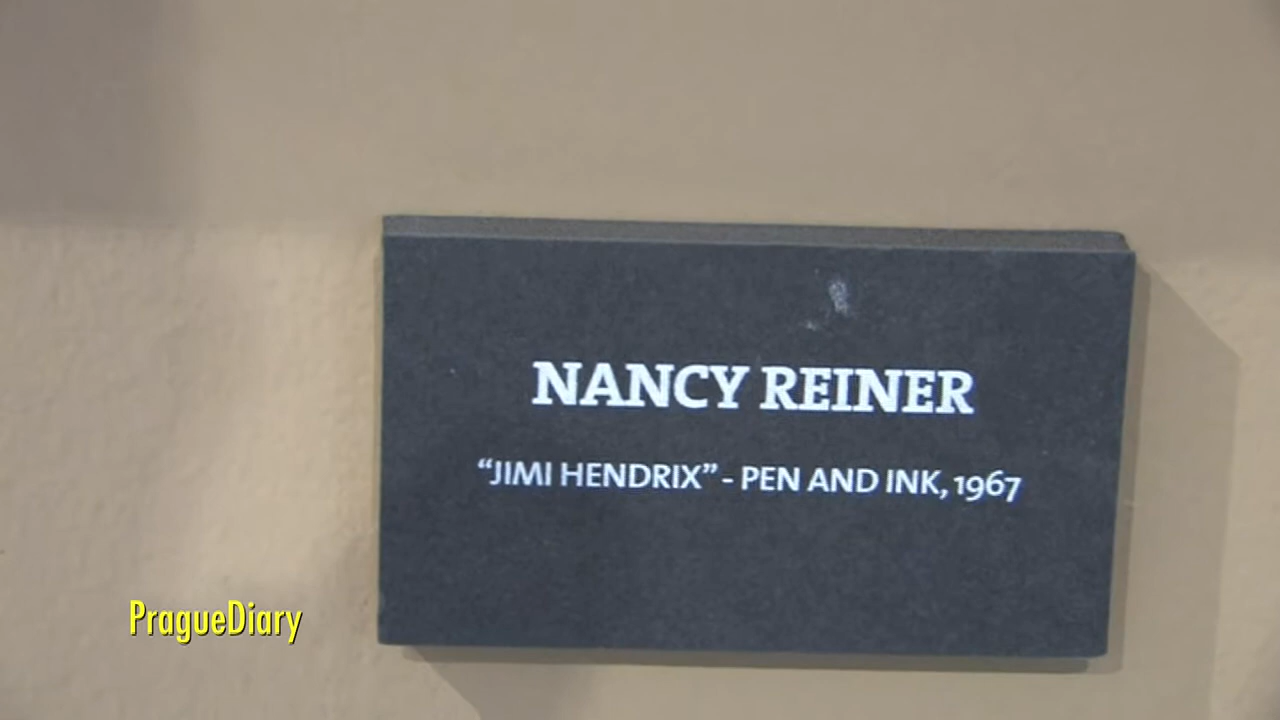 NANCY REINER
“JIMI HENDRIX” - PEN AND INK, 1967
PragueDiary